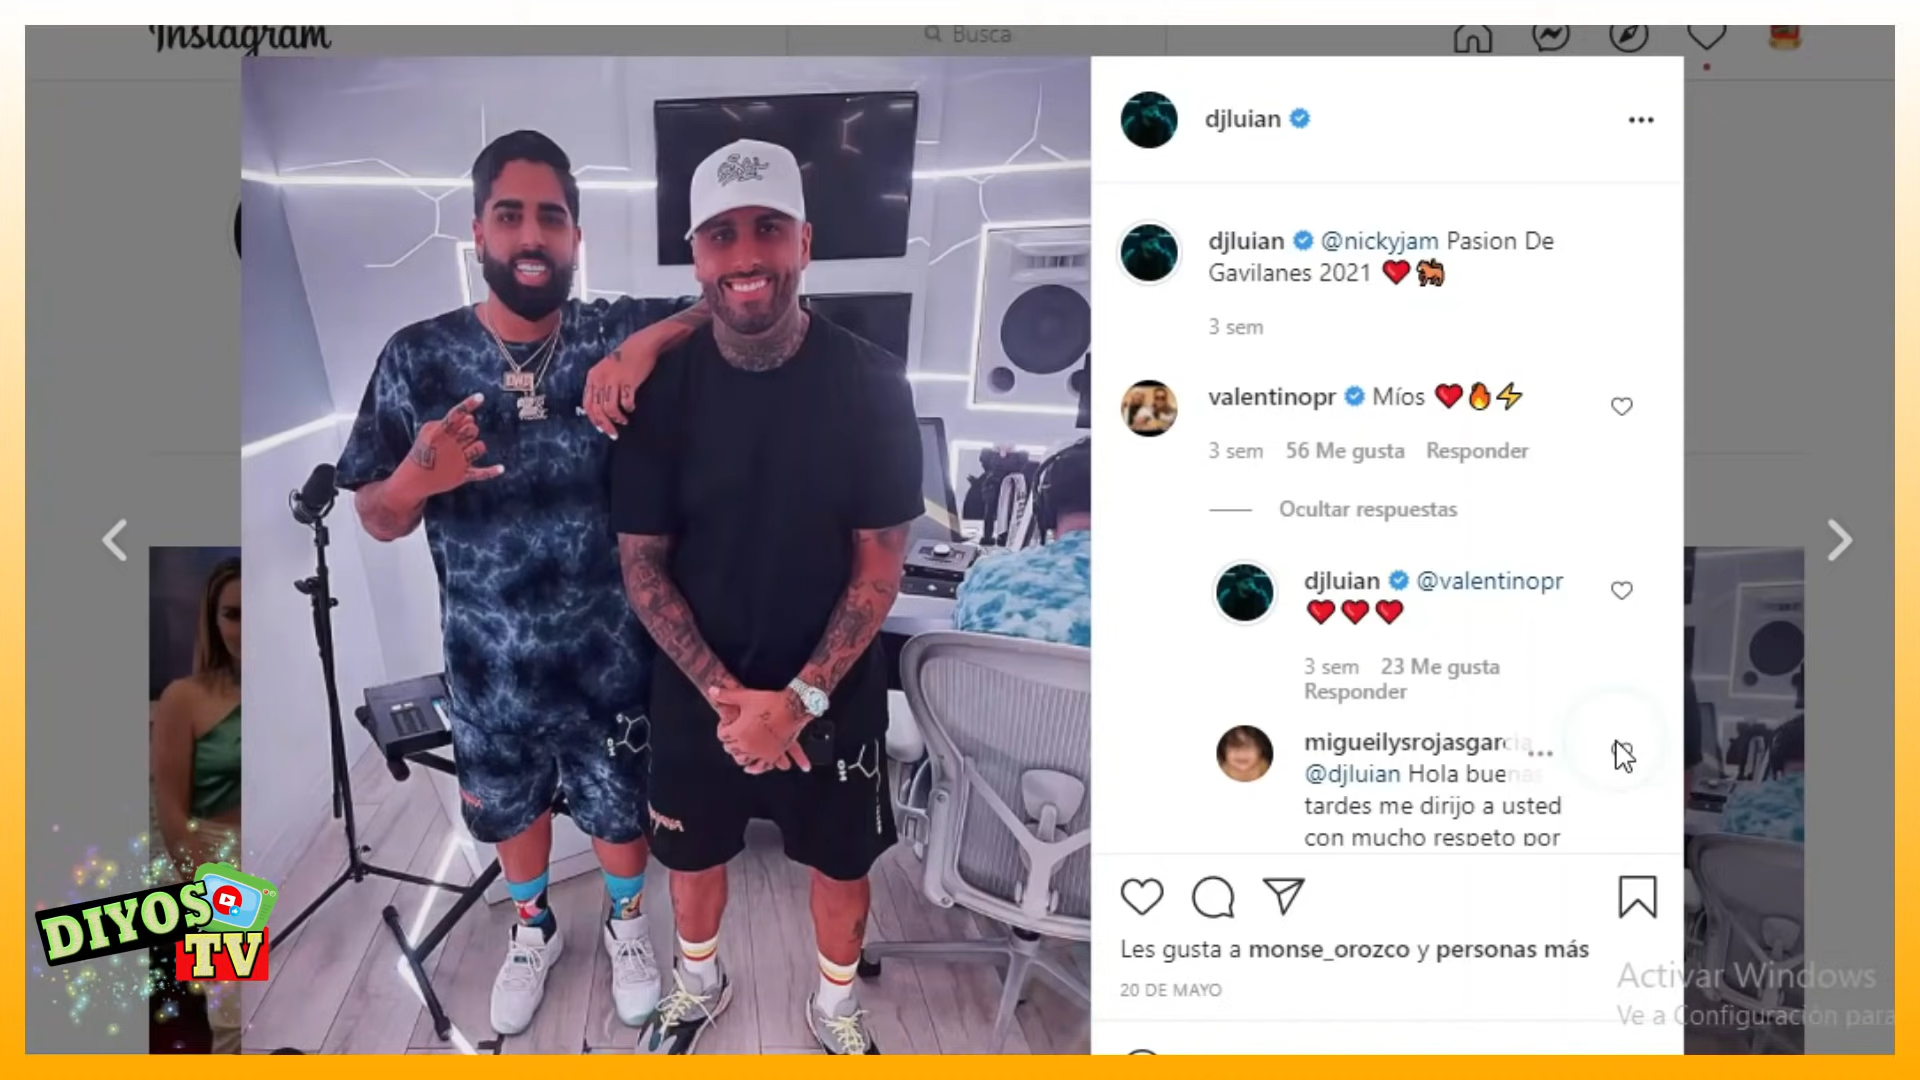 Instagram
Busca
djluian
djluian @nickyjam Pasion De
Gavilanes 2021 ❤️🐎
3 sem
valentinopr Míos ❤️🔥⚡
3 sem 56 Me gusta Responder
Ocultar respuestas
djluian @valentinopr
❤️❤️❤️
3 sem 23 Me gusta
Responder
migueilysrojasgarcia
@djluian Hola buenas
tardes me dirijo a usted
con mucho respeto por
Les gusta a monse_orozco y personas más
20 DE MAYO
Activar Windows
Ve a Configuración para
DIYOS
TV